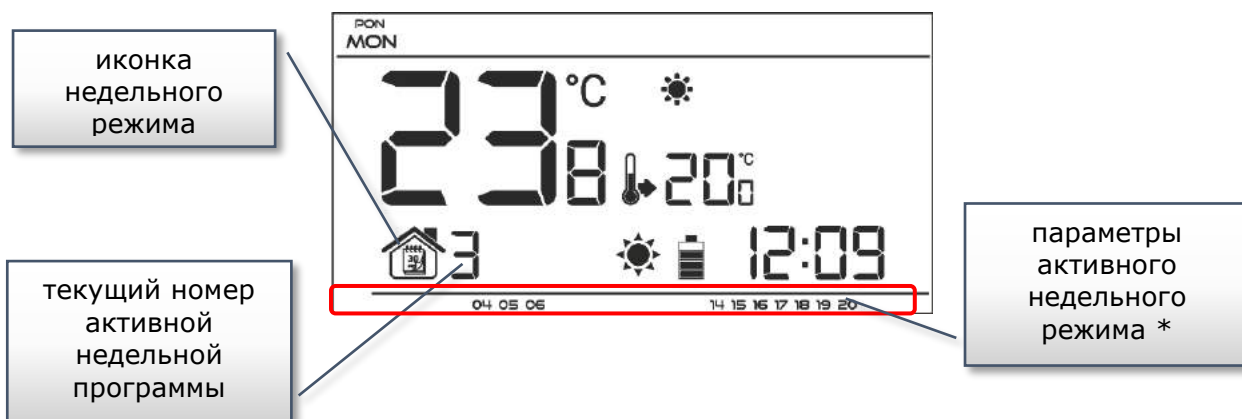 PON
MON
иконка
недельного
режима
23 8 °C
20 0 °C
30
3
12:09
04 05 06 14 15 16 17 18 19 20
текущий номер
активной
недельной
программы
параметры
активного
недельного
режима *